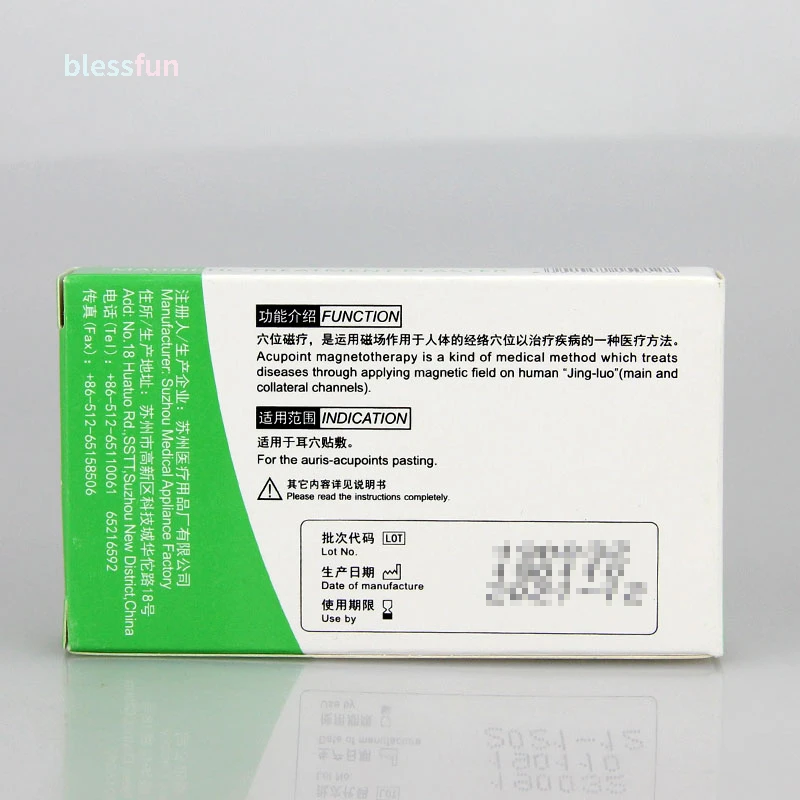 blessfun
功能介绍 FUNCTION
穴位磁疗，是运用磁场作用于人体的经络穴位以治疗疾病的一种医疗方法。
Acupoint magnetotherapy is a kind of medical method which treats
diseases through applying magnetic field on human "Jing-luo"(main and
collateral channels).
适用范围 INDICATION
适用于耳穴贴敷。
For the auris-acupoints pasting.
其它内容详见说明书
Please read the instructions completely.
批次代码 LOT
Lot No.
生产日期
Date of manufacture
使用期限
Use by
注册人/生产企业：苏州医疗用品厂有限公司
Manufacturer: Suzhou Medical Appliance Factory
住所/生产地址：苏州市高新区科技城华佗路18号
Add: No.18 Huatuo Rd.,SSTT,Suzhou New District,China
电话(Tel)：+86-512-65110061 65216592
传真(Fax)：+86-512-65158506